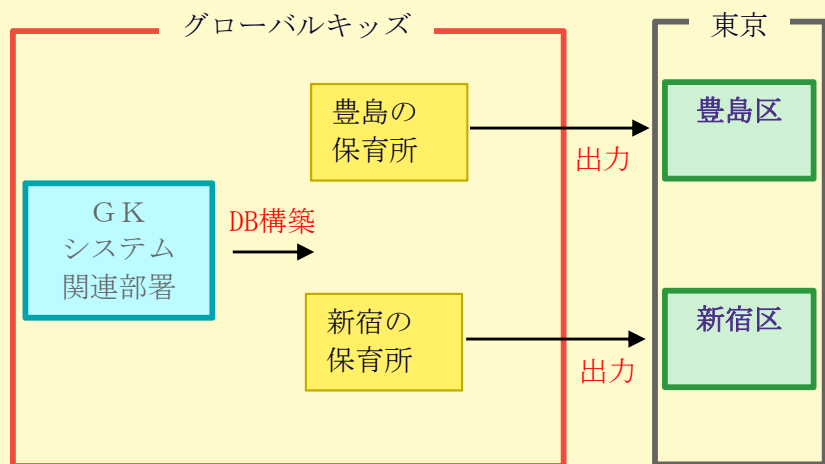 グローバルキッズ
東京
豊島の
保育所
出力
豊島区
ＧＫ
システム
関連部署
DB構築
新宿の
保育所
出力
新宿区